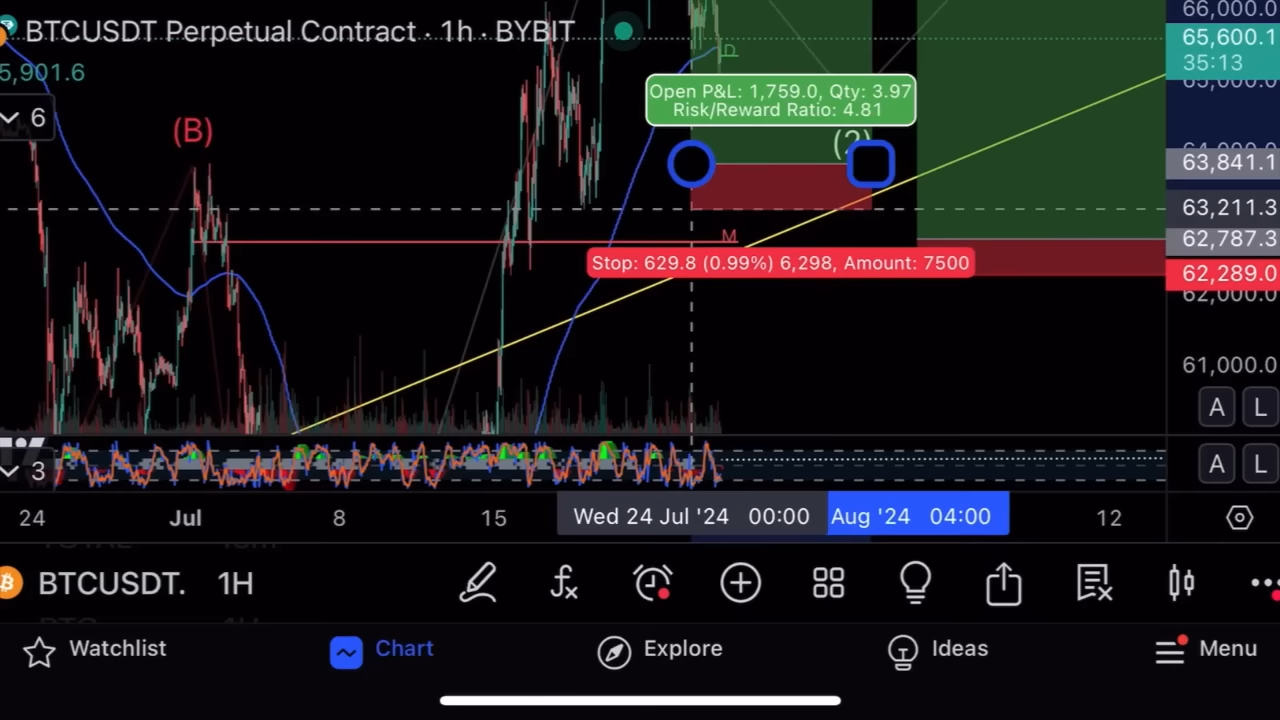 BTCUSDT Perpetual Contract · 1h · BYBIT
66,000.0
65,600.1
35:13
65,000.0
5,901.6
D
6
Open P&L: 1,759.0, Qty: 3.97
Risk/Reward Ratio: 4.81
(B)
(2)
63,841.1
63,211.3
M
62,787.3
Stop: 629.8 (0.99%) 6,298, Amount: 7500
62,289.0
62,000.0
61,000.0
A L
3
A L
24 Jul 8 15 Wed 24 Jul '24 00:00 Aug '24 04:00 12
BTCUSDT. 1H
Watchlist Chart Explore Ideas Menu